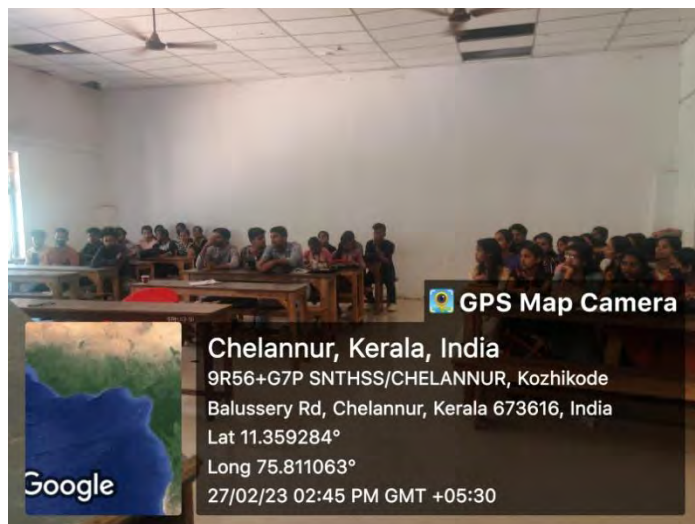 GPS Map Camera
Chelannur, Kerala, India
9R56+G7P SNTHSS/CHELANNUR, Kozhikode
Balussery Rd, Chelannur, Kerala 673616, India
Lat 11.359284°
Long 75.811063°
27/02/23 02:45 PM GMT +05:30
Google